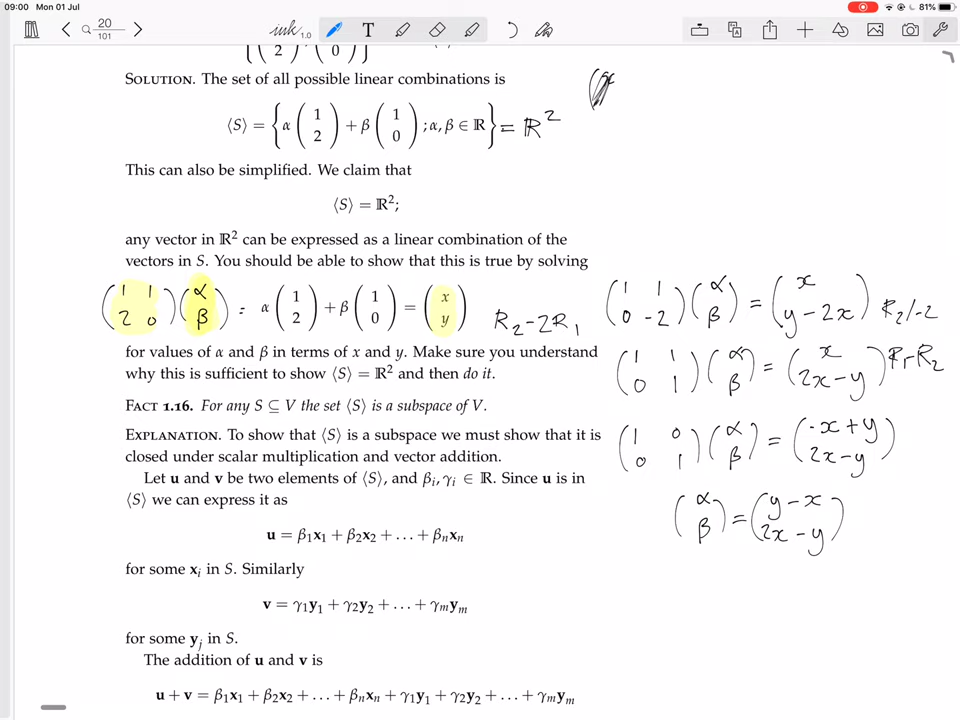 09:00 Mon 01 Jul 81%
20
101
ink 1.0 T
2 0
SOLUTION. The set of all possible linear combinations is
⟨S⟩ = { α ( 1 2 ) + β ( 1 0 ) ; α, β ∈ ℝ } = ℝ²
This can also be simplified. We claim that
⟨S⟩ = ℝ²;
any vector in ℝ² can be expressed as a linear combination of the
vectors in S. You should be able to show that this is true by solving
( 1 1 2 0 ) ( α β ) = α ( 1 2 ) + β ( 1 0 ) = ( x y ) R₂-2R₁
for values of α and β in terms of x and y. Make sure you understand
why this is sufficient to show ⟨S⟩ = ℝ² and then do it.
FACT 1.16. For any S ⊆ V the set ⟨S⟩ is a subspace of V.
EXPLANATION. To show that ⟨S⟩ is a subspace we must show that it is
closed under scalar multiplication and vector addition.
Let u and v be two elements of ⟨S⟩, and βᵢ, γᵢ ∈ ℝ. Since u is in
⟨S⟩ we can express it as
u = β₁x₁ + β₂x₂ + . . . + βₙxₙ
for some xᵢ in S. Similarly
v = γ₁y₁ + γ₂y₂ + . . . + γₘyₘ
for some yⱼ in S.
The addition of u and v is
u + v = β₁x₁ + β₂x₂ + . . . + βₙxₙ + γ₁y₁ + γ₂y₂ + . . . + γₘyₘ
( 1 1 0 -2 ) ( α β ) = ( x y-2x ) R₂/-2
( 1 1 0 1 ) ( α β ) = ( x 2x-y ) R₁-R₂
( 1 0 0 1 ) ( α β ) = ( -x+y 2x-y )
( α β ) = ( y-x 2x-y )